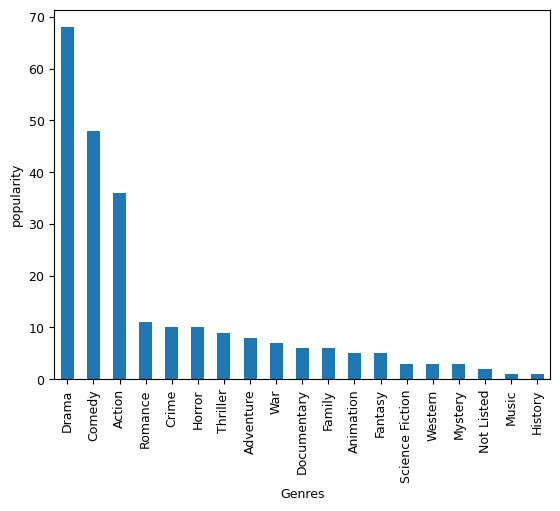 70
60
50
40
30
20
10
0
popularity
Drama
Comedy
Action
Romance
Crime
Horror
Thriller
Adventure
War
Documentary
Family
Animation
Fantasy
Science Fiction
Western
Mystery
Not Listed
Music
History
Genres